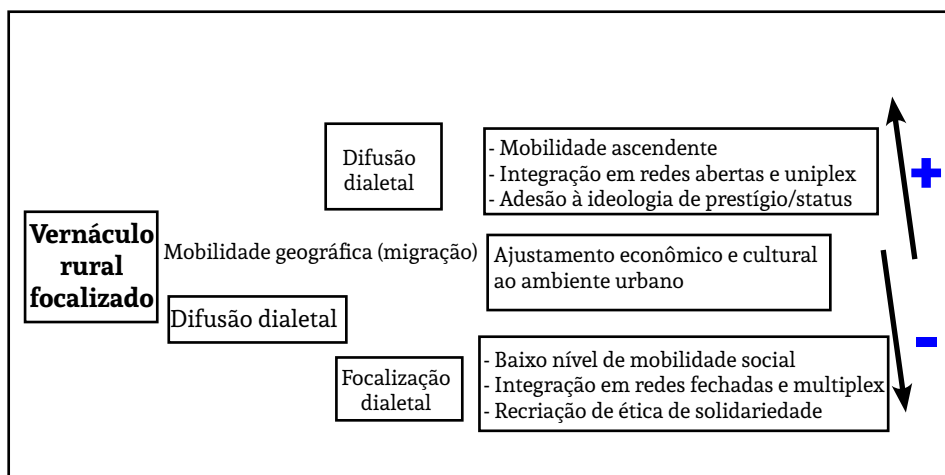 Difusão
dialetal
- Mobilidade ascendente
- Integração em redes abertas e uniplex
- Adesão à ideologia de prestígio/status
+
Vernáculo
rural
focalizado
Mobilidade geográfica (migração)
Ajustamento econômico e cultural
ao ambiente urbano
Difusão dialetal
-
Focalização
dialetal
- Baixo nível de mobilidade social
- Integração em redes fechadas e multiplex
- Recriação de ética de solidariedade